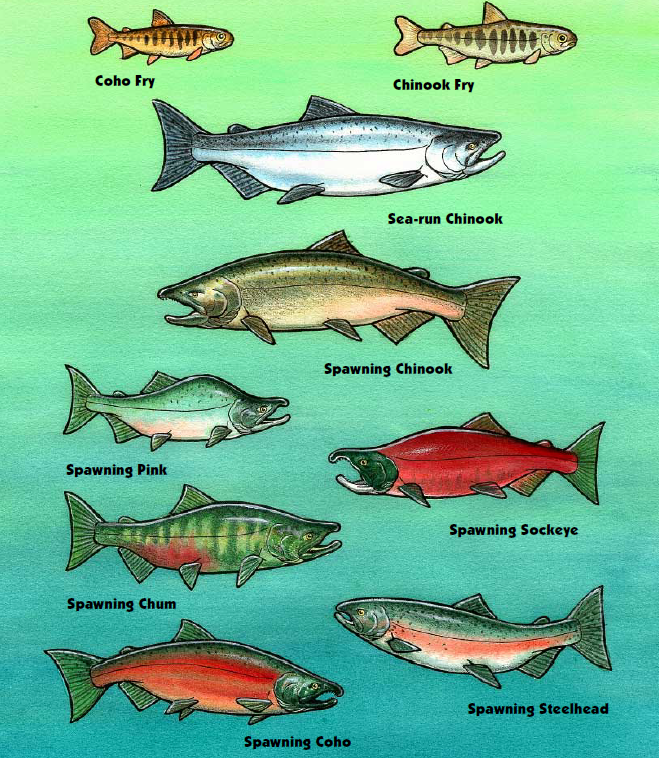 Coho Fry
Chinook Fry
Sea-run Chinook
Spawning Chinook
Spawning Pink
Spawning Sockeye
Spawning Chum
Spawning Steelhead
Spawning Coho